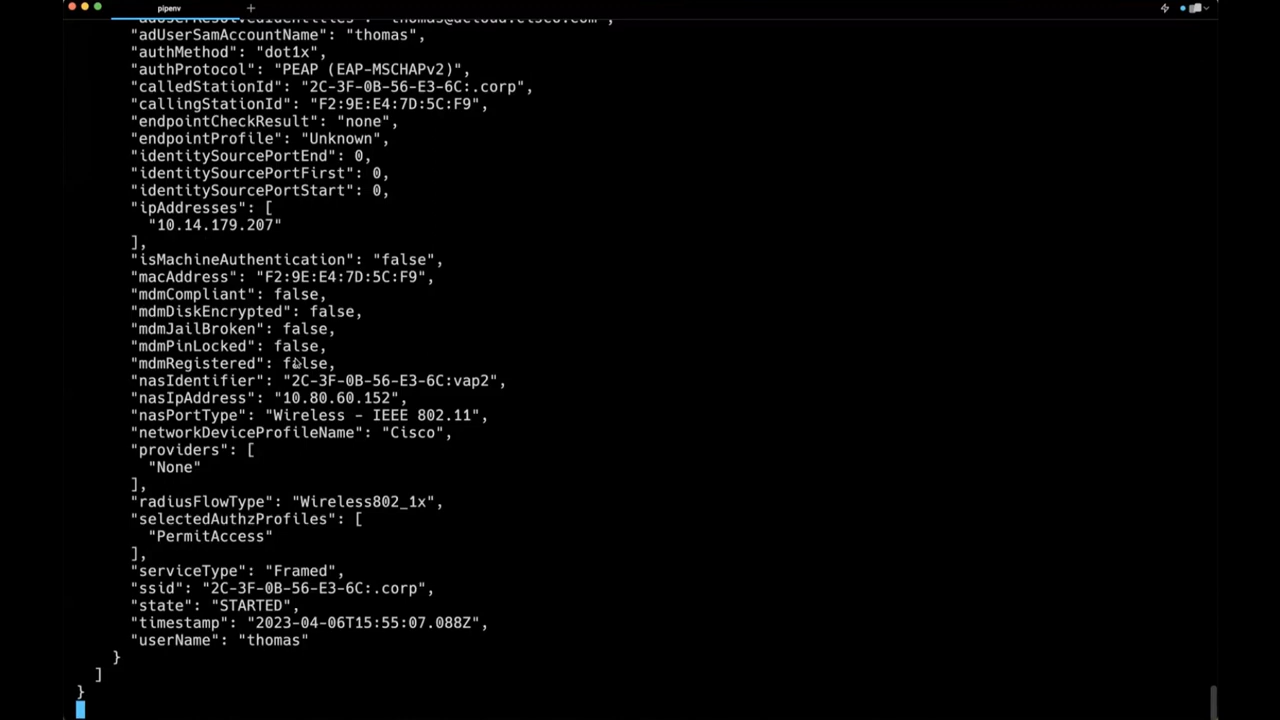 pipenv
"adUserResolvedIdentities": "thomas@dcloud.cisco.com",
"adUserSamAccountName": "thomas",
"authMethod": "dot1x",
"authProtocol": "PEAP (EAP-MSCHAPv2)",
"calledStationId": "2C-3F-0B-56-E3-6C:.corp",
"callingStationId": "F2:9E:E4:7D:5C:F9",
"endpointCheckResult": "none",
"endpointProfile": "Unknown",
"identitySourcePortEnd": 0,
"identitySourcePortFirst": 0,
"identitySourcePortStart": 0,
"ipAddresses": [
"10.14.179.207"
],
"isMachineAuthentication": "false",
"macAddress": "F2:9E:E4:7D:5C:F9",
"mdmCompliant": false,
"mdmDiskEncrypted": false,
"mdmJailBroken": false,
"mdmPinLocked": false,
"mdmRegistered": false,
"nasIdentifier": "2C-3F-0B-56-E3-6C:vap2",
"nasIpAddress": "10.80.60.152",
"nasPortType": "Wireless - IEEE 802.11",
"networkDeviceProfileName": "Cisco",
"providers": [
"None"
],
"radiusFlowType": "Wireless802_1x",
"selectedAuthzProfiles": [
"PermitAccess"
],
"serviceType": "Framed",
"ssid": "2C-3F-0B-56-E3-6C:.corp",
"state": "STARTED",
"timestamp": "2023-04-06T15:55:07.088Z",
"userName": "thomas"
}
]
}